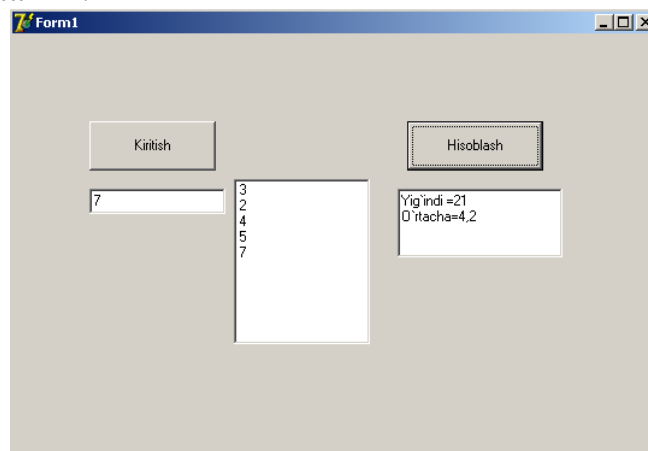 Form1
Kiritish
Hisoblash
7
3
2
4
5
7
Yig`indi =21
O`rtacha=4,2